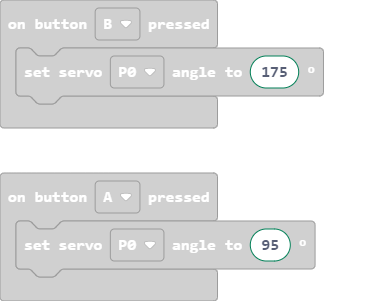 on button B pressed
set servo P0 angle to 175 °
on button A pressed
set servo P0 angle to 95 °